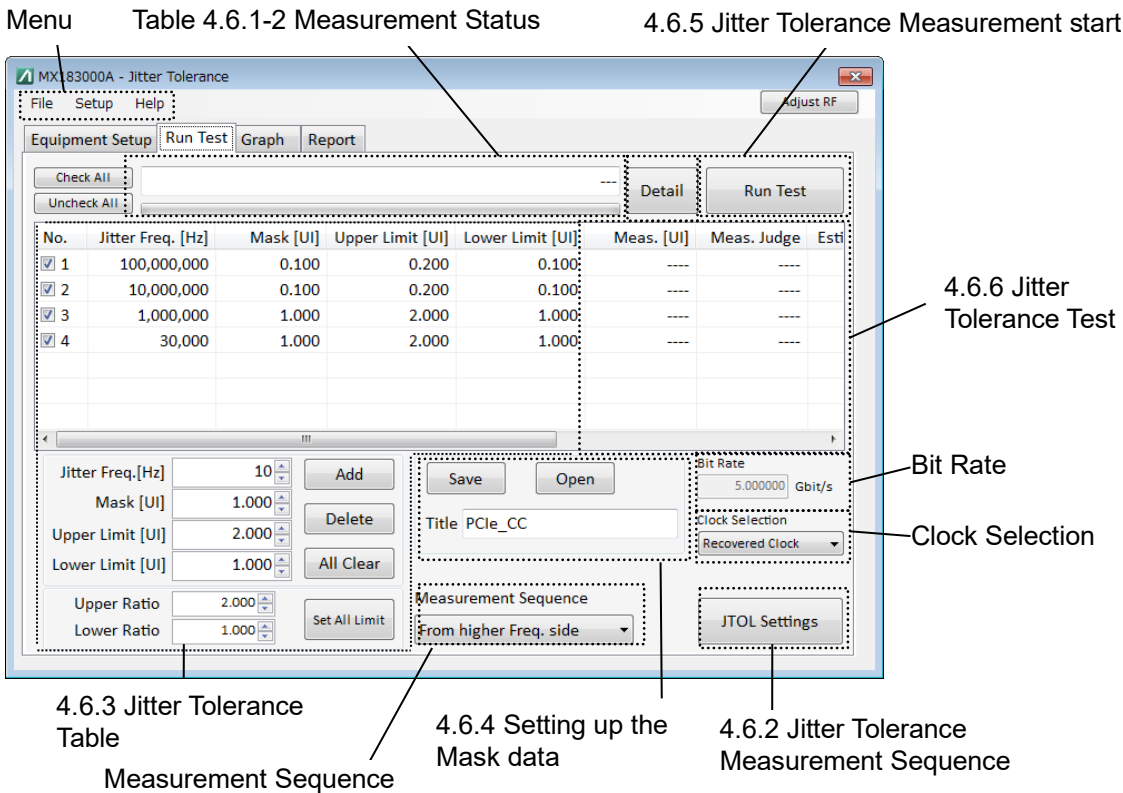 Menu
Table 4.6.1-2 Measurement Status
4.6.5 Jitter Tolerance Measurement start
MX183000A - Jitter Tolerance
File Setup Help
Adjust RF
Equipment Setup Run Test Graph Report
Check All
---
Detail
Run Test
Uncheck All
No. Jitter Freq. [Hz] Mask [UI] Upper Limit [UI] Lower Limit [UI] Meas. [UI] Meas. Judge Esti
1 100,000,000 0.100 0.200 0.100 ---- ----
2 10,000,000 0.100 0.200 0.100 ---- ----
3 1,000,000 1.000 2.000 1.000 ---- ----
4 30,000 1.000 2.000 1.000 ---- ----
4.6.6 Jitter
Tolerance Test
Jitter Freq.[Hz] 10 Add
Mask [UI] 1.000
Upper Limit [UI] 2.000 Delete
Lower Limit [UI] 1.000 All Clear
Upper Ratio 2.000
Lower Ratio 1.000
Set All Limit
Save Open
Title PCIe_CC
Bit Rate
5.000000 Gbit/s
Bit Rate
Clock Selection
Recovered Clock
Clock Selection
Measurement Sequence
From higher Freq. side
JTOL Settings
4.6.3 Jitter Tolerance
Table
Measurement Sequence
4.6.4 Setting up the
Mask data
4.6.2 Jitter Tolerance
Measurement Sequence